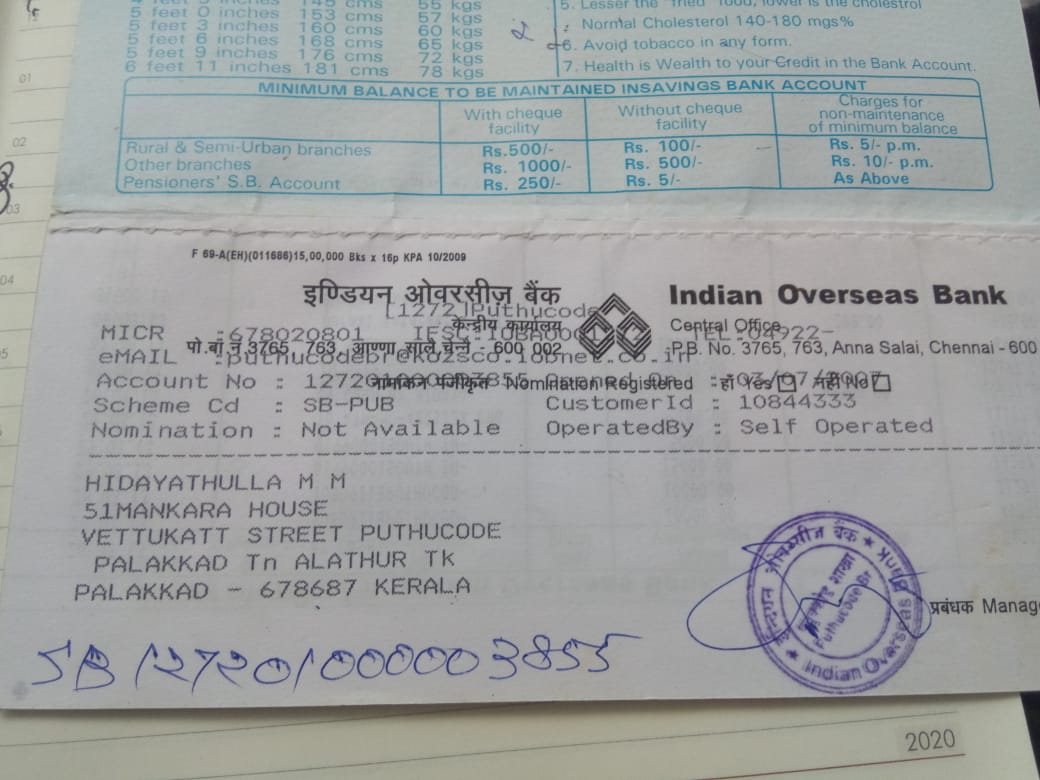 5 feet 0 inches 153 cms 57 kgs
5 feet 3 inches 160 cms 60 kgs
5 feet 6 inches 168 cms 65 kgs
5 feet 9 inches 176 cms 72 kgs
6 feet 11 inches 181 cms 78 kgs
5. Lesser the "fried" food, lower is the cholestrol
Normal Cholesterol 140-180 mgs%
6. Avoid tobacco in any form.
7. Health is Wealth to your Credit in the Bank Account.
MINIMUM BALANCE TO BE MAINTAINED INSAVINGS BANK ACCOUNT
With cheque facility Without cheque facility Charges for non-maintenance of minimum balance
Rural & Semi-Urban branches Rs.500/- Rs. 100/- Rs. 5/- p.m.
Other branches Rs. 1000/- Rs. 500/- Rs. 10/- p.m.
Pensioners' S.B. Account Rs. 250/- Rs. 5/- As Above
01
02
03
04
F 69-A(EH)(011686)15,00,000 Bks x 16p KPA 10/2009
इण्डियन ओवरसीज़ बैंक Indian Overseas Bank
[1272]Puthucode
केन्द्रीय कार्यालय Central Office
MICR :678020801 TEL:04922-
पो.बॉ.नं. 3765, 763, अण्णा सालै, चेन्नै - 600 002 P.B. No. 3765, 763, Anna Salai, Chennai - 600
eMAIL
नामांकन पंजीकृत Nomination Registered : हाँ Yes नहीं No
Account No : 127201000003855 Opened On : 03/07/2007
Scheme Cd : SB-PUB CustomerId : 10844333
Nomination : Not Available OperatedBy : Self Operated
HIDAYATHULLA M M
51MANKARA HOUSE
VETTUKATT STREET PUTHUCODE
PALAKKAD Tn ALATHUR Tk
PALAKKAD - 678687 KERALA
इण्डियन ओवरसीज़ बैंक ★ Indian Overseas Bank ★
शाखा
Puthucode Br.
प्रबंधक Manage
SB 127201000003855
2020